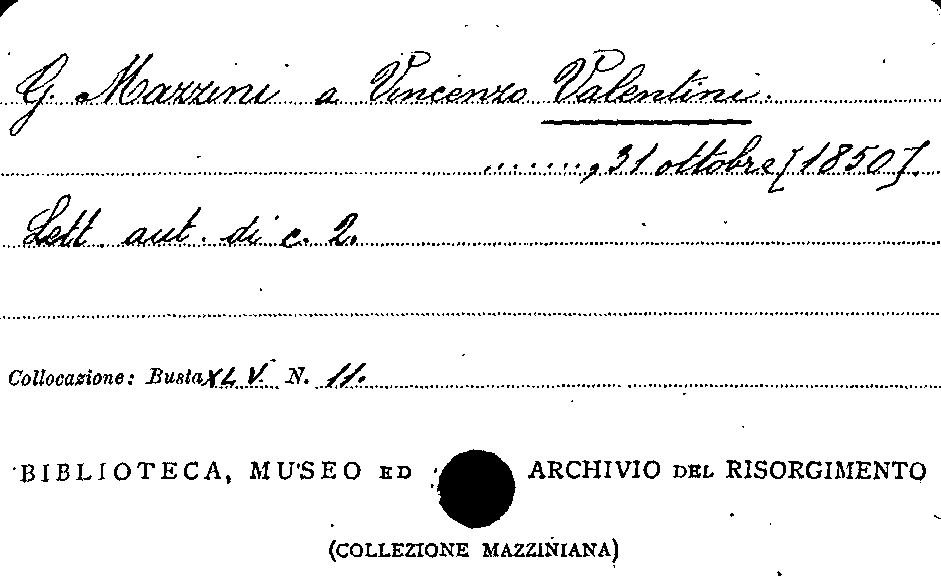 G. Mazzini a Vincenzo Valentini.
........, 31 ottobre [1850].
Lett. aut. di c. 2.
Collocazione: Busta XLV. N. 11.
BIBLIOTECA, MUSEO ED ARCHIVIO DEL RISORGIMENTO
(COLLEZIONE MAZZINIANA)